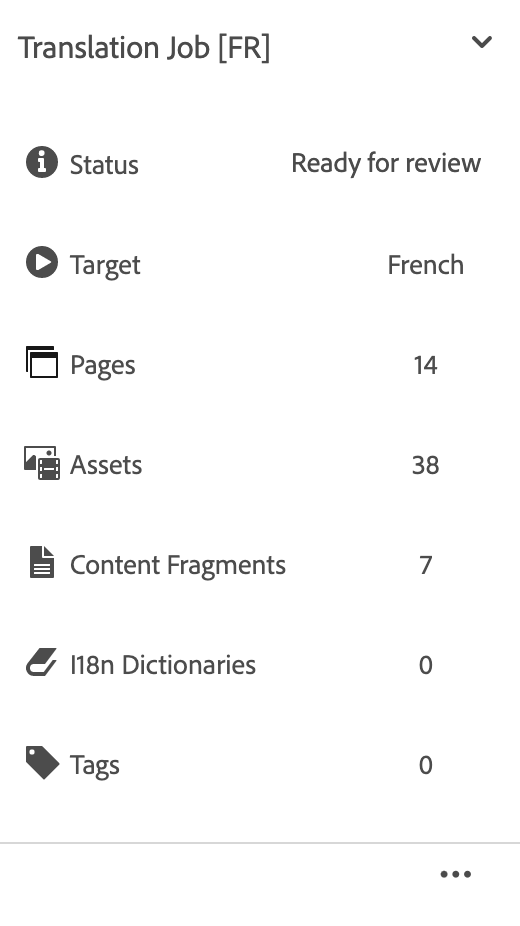 Translation Job [FR]
Status Ready for review
Target French
Pages 14
Assets 38
Content Fragments 7
I18n Dictionaries 0
Tags 0